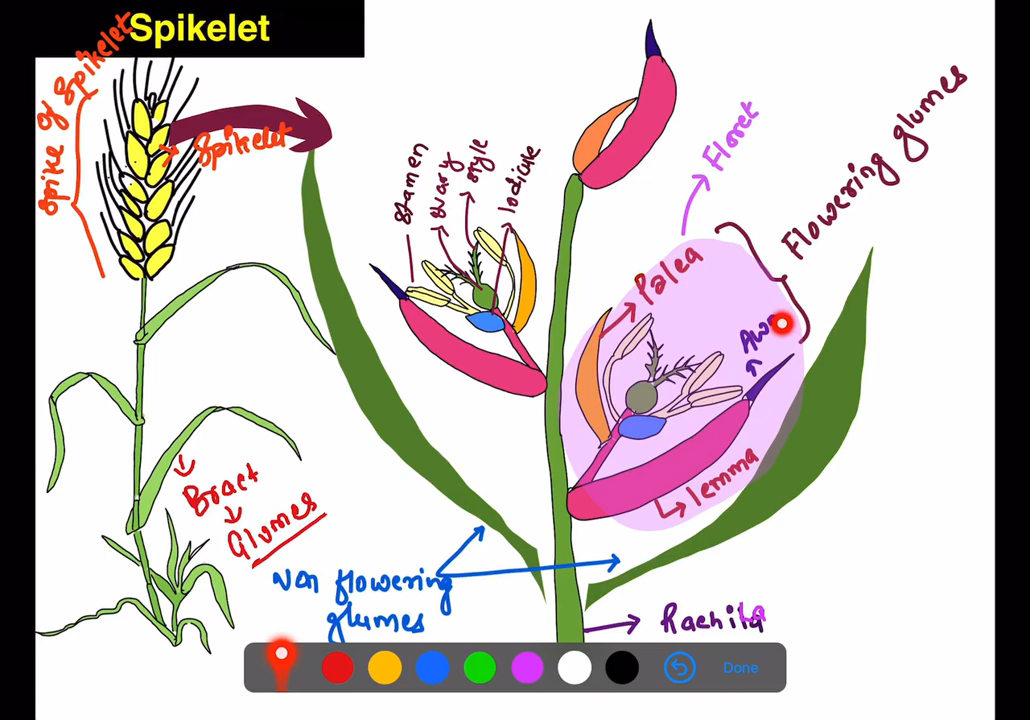 Spikelet
Spike of Spikelet
Spikelet
stamen
ovary
style
lodicule
Floret
Flowering glumes
Palea
lemma
Bract
Glumes
Non flowering
glumes
Rachilla
Done